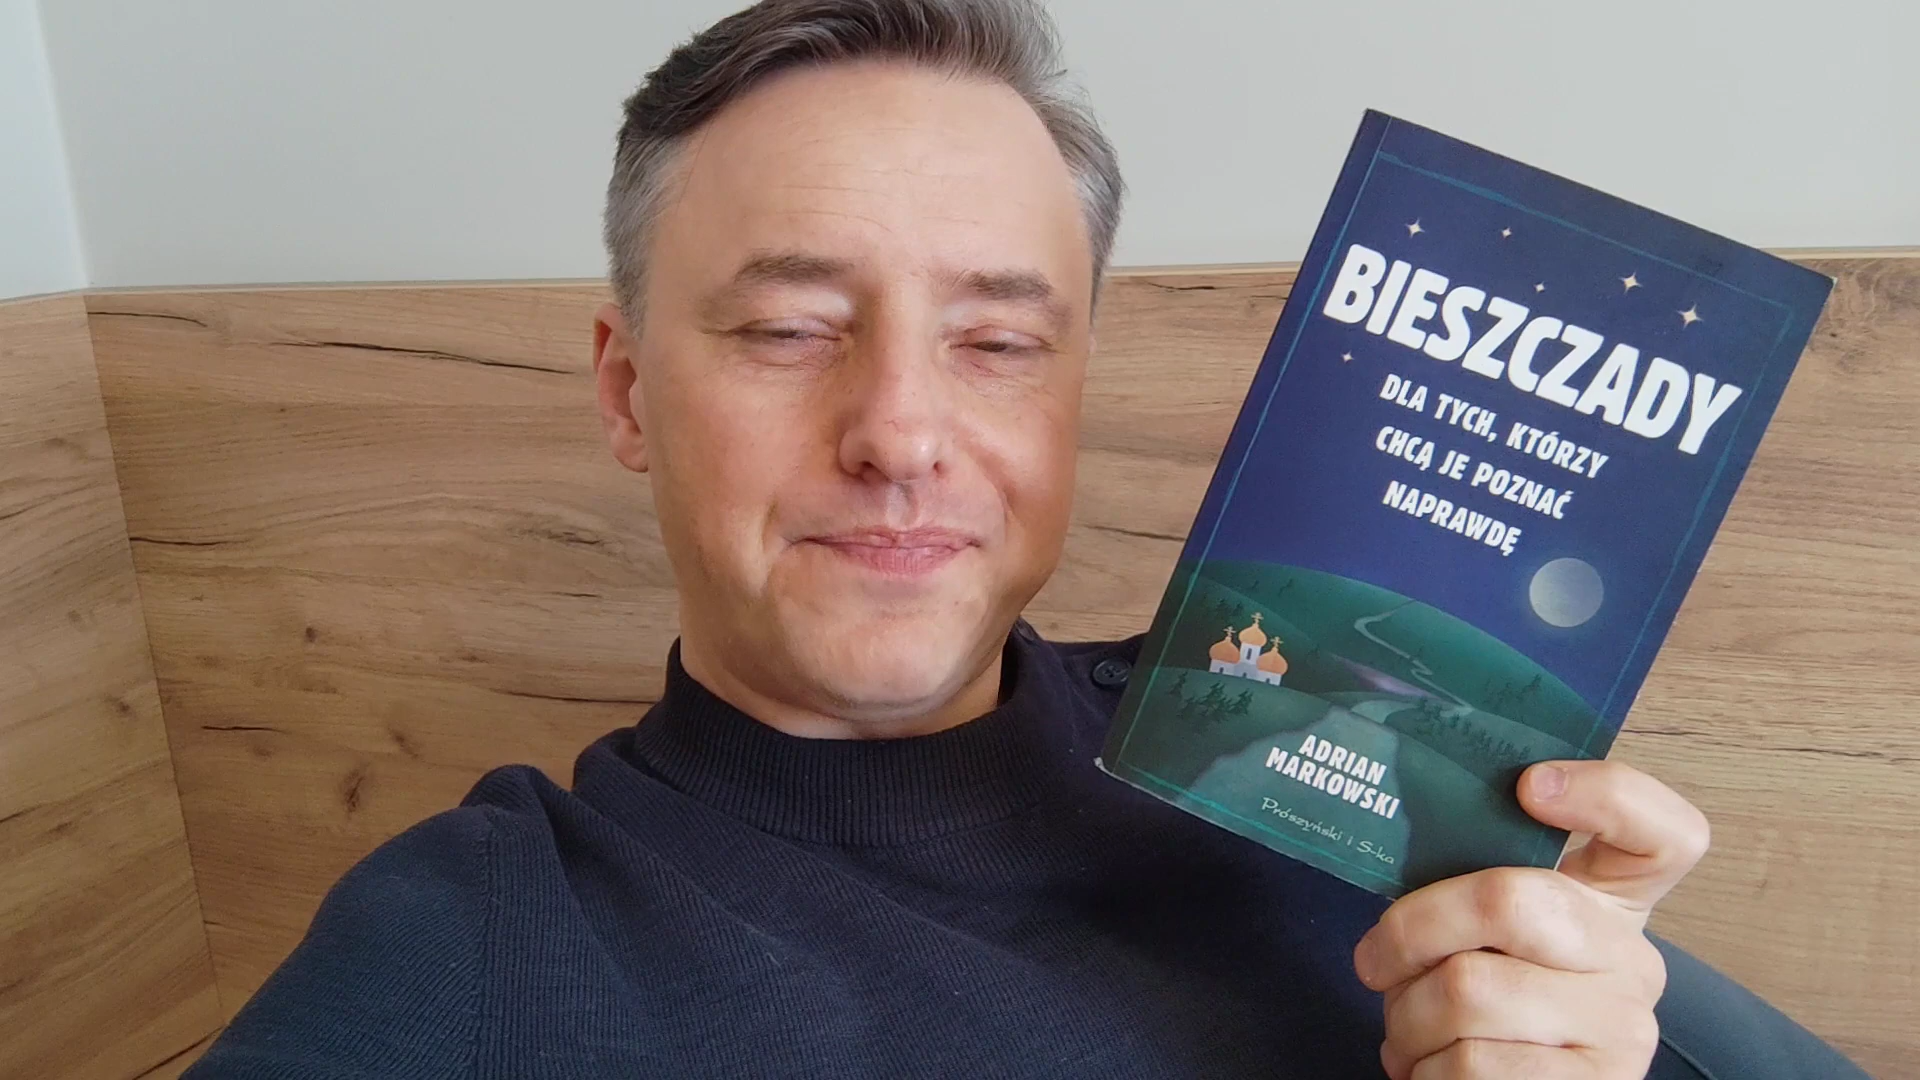 BIESZCZADY
DLA TYCH, KTÓRZY
CHCĄ JE POZNAĆ
NAPRAWDĘ
ADRIAN
MARKOWSKI
Prószyński i S-ka